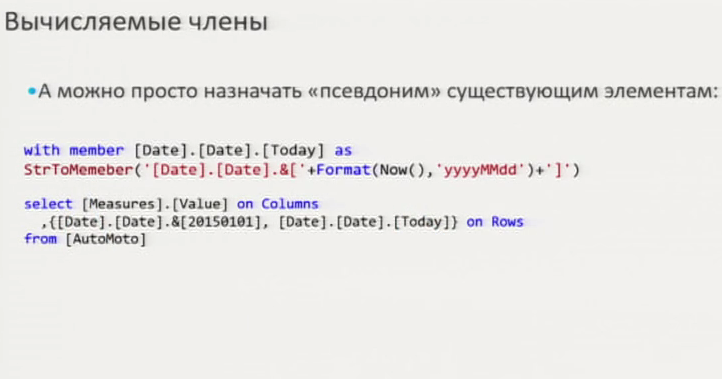 Вычисляемые члены
•А можно просто назначать «псевдоним» существующим элементам:
with member [Date].[Date].[Today] as
StrToMemeber('[Date].[Date].&['+Format(Now(),'yyyyMMdd')+']')
select [Measures].[Value] on Columns
,{[Date].[Date].&[20150101], [Date].[Date].[Today]} on Rows
from [AutoMoto]